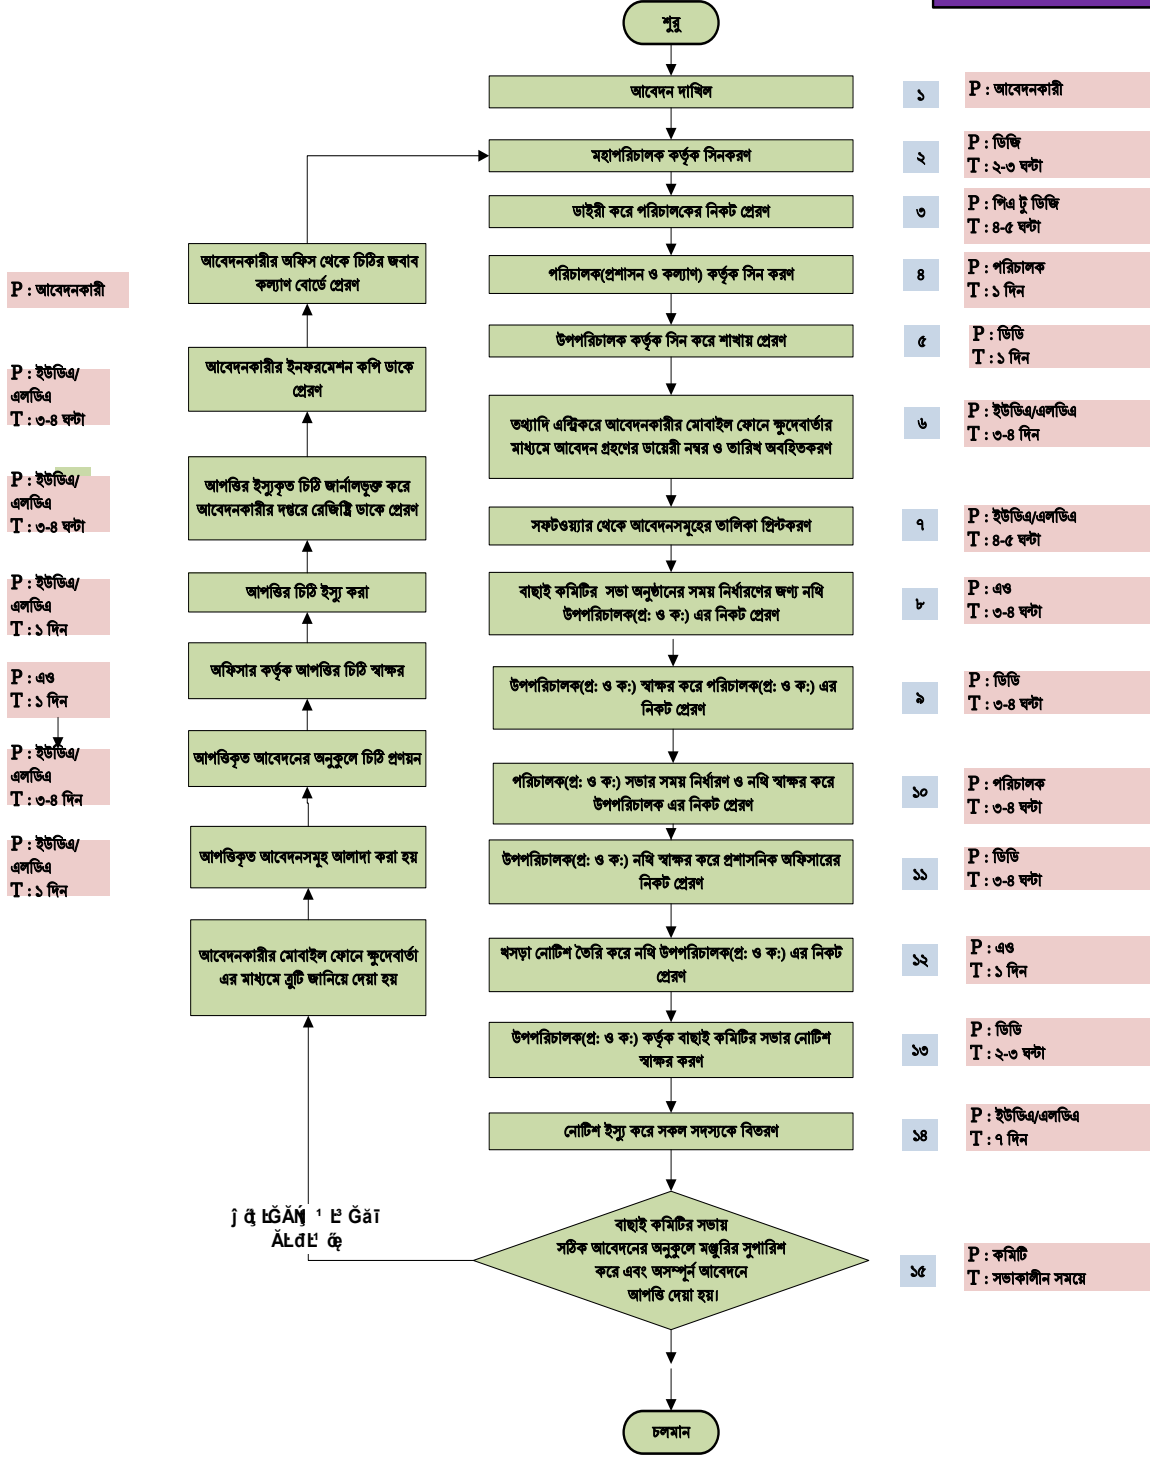 শুরু
আবেদন দাখিল
১
P : আবেদনকারী
মহাপরিচালক কর্তৃক সিনকরণ
২
P : ডিজি
T : ২-৩ ঘন্টা
ডাইরী করে পরিচালকের নিকট প্রেরণ
৩
P : পিএ টু ডিজি
T : ৪-৫ ঘন্টা
পরিচালক(প্রশাসন ও কল্যাণ) কর্তৃক সিন করণ
৪
P : পরিচালক
T : ১ দিন
উপপরিচালক কর্তৃক সিন করে শাখায় প্রেরণ
৫
P : ডিডি
T : ১ দিন
তথ্যাদি এন্ট্রিকরে আবেদনকারীর মোবাইল ফোনে ক্ষুদেবার্তার
মাধ্যমে আবেদন গ্রহণের ডায়েরী নম্বর ও তারিখ অবহিতকরণ
৬
P : ইউডিএ/এলডিএ
T : ৩-৪ দিন
সফটওয়্যার থেকে আবেদনসমূহের তালিকা প্রিন্টকরণ
৭
P : ইউডিএ/এলডিএ
T : ৪-৫ ঘন্টা
বাছাই কমিটির সভা অনুষ্ঠানের সময় নির্ধারণের জণ্য নথি
উপপরিচালক(প্র: ও ক:) এর নিকট প্রেরণ
৮
P : এও
T : ৩-৪ ঘন্টা
উপপরিচালক(প্র: ও ক:) স্বাক্ষর করে পরিচালক(প্র: ও ক:) এর
নিকট প্রেরণ
৯
P : ডিডি
T : ৩-৪ ঘন্টা
পরিচালক(প্র: ও ক:) সভার সময় নির্ধারণ ও নথি স্বাক্ষর করে
উপপরিচালক এর নিকট প্রেরণ
১০
P : পরিচালক
T : ৩-৪ ঘন্টা
উপপরিচালক(প্র: ও ক:) নথি স্বাক্ষর করে প্রশাসনিক অফিসারের
নিকট প্রেরণ
১১
P : ডিডি
T : ৩-৪ ঘন্টা
খসড়া নোটিশ তৈরি করে নথি উপপরিচালক(প্র: ও ক:) এর নিকট
প্রেরণ
১২
P : এও
T : ১ দিন
উপপরিচালক(প্র: ও ক:) কর্তৃক বাছাই কমিটির সভার নোটিশ
স্বাক্ষর করণ
১৩
P : ডিডি
T : ২-৩ ঘন্টা
নোটিশ ইস্যু করে সকল সদস্যকে বিতরণ
১৪
P : ইউডিএ/এলডিএ
T : ৭ দিন
বাছাই কমিটির সভায়
সঠিক আবেদনের অনুকুলে মঞ্জুরির সুপারিশ
করে এবং অসম্পূর্ন আবেদনে
আপত্তি দেয়া হয়।
১৫
P : কমিটি
T : সভাকালীন সময়ে
চলমান
আবেদনকারীর অফিস থেকে চিঠির জবাব
কল্যাণ বোর্ডে প্রেরণ
P : আবেদনকারী
আবেদনকারীর ইনফরমেশন কপি ডাকে
প্রেরণ
P : ইউডিএ/
এলডিএ
T : ৩-৪ ঘন্টা
আপত্তির ইস্যুকৃত চিঠি জার্নালভূক্ত করে
আবেদনকারীর দপ্তরে রেজিষ্ট্রি ডাকে প্রেরণ
P : ইউডিএ/
এলডিএ
T : ৩-৪ ঘন্টা
আপত্তির চিঠি ইস্যু করা
P : ইউডিএ/
এলডিএ
T : ১ দিন
অফিসার কর্তৃক আপত্তির চিঠি স্বাক্ষর
P : এও
T : ১ দিন
আপত্তিকৃত আবেদনের অনুকুলে চিঠি প্রণয়ন
P : ইউডিএ/
এলডিএ
T : ৩-৪ দিন
আপত্তিকৃত আবেদনসমূহ আলাদা করা হয়
P : ইউডিএ/
এলডিএ
T : ১ দিন
আবেদনকারীর মোবাইল ফোনে ক্ষুদেবার্তা
এর মাধ্যমে ত্রুটি জানিয়ে দেয়া হয়